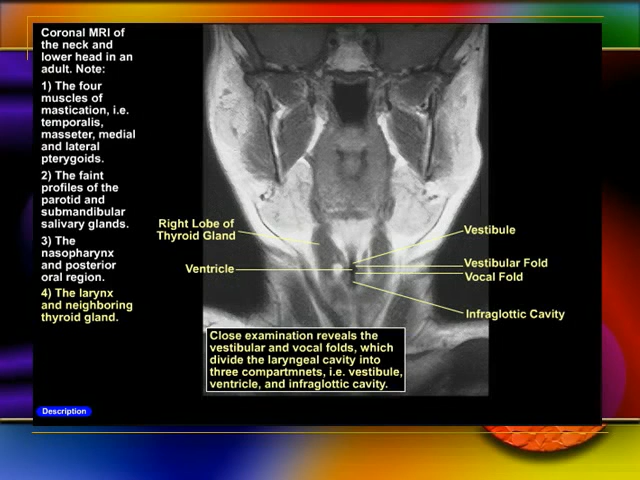 Coronal MRI of
the neck and
lower head in an
adult. Note:
1) The four
muscles of
mastication, i.e.
temporalis,
masseter, medial
and lateral
pterygoids.
2) The faint
profiles of the
parotid and
submandibular
salivary glands.
3) The
nasopharynx
and posterior
oral region.
4) The larynx
and neighboring
thyroid gland.
Right Lobe of
Thyroid Gland
Ventricle
Vestibule
Vestibular Fold
Vocal Fold
Infraglottic Cavity
Close examination reveals the
vestibular and vocal folds, which
divide the laryngeal cavity into
three compartmnets, i.e. vestibule,
ventricle, and infraglottic cavity.
Description